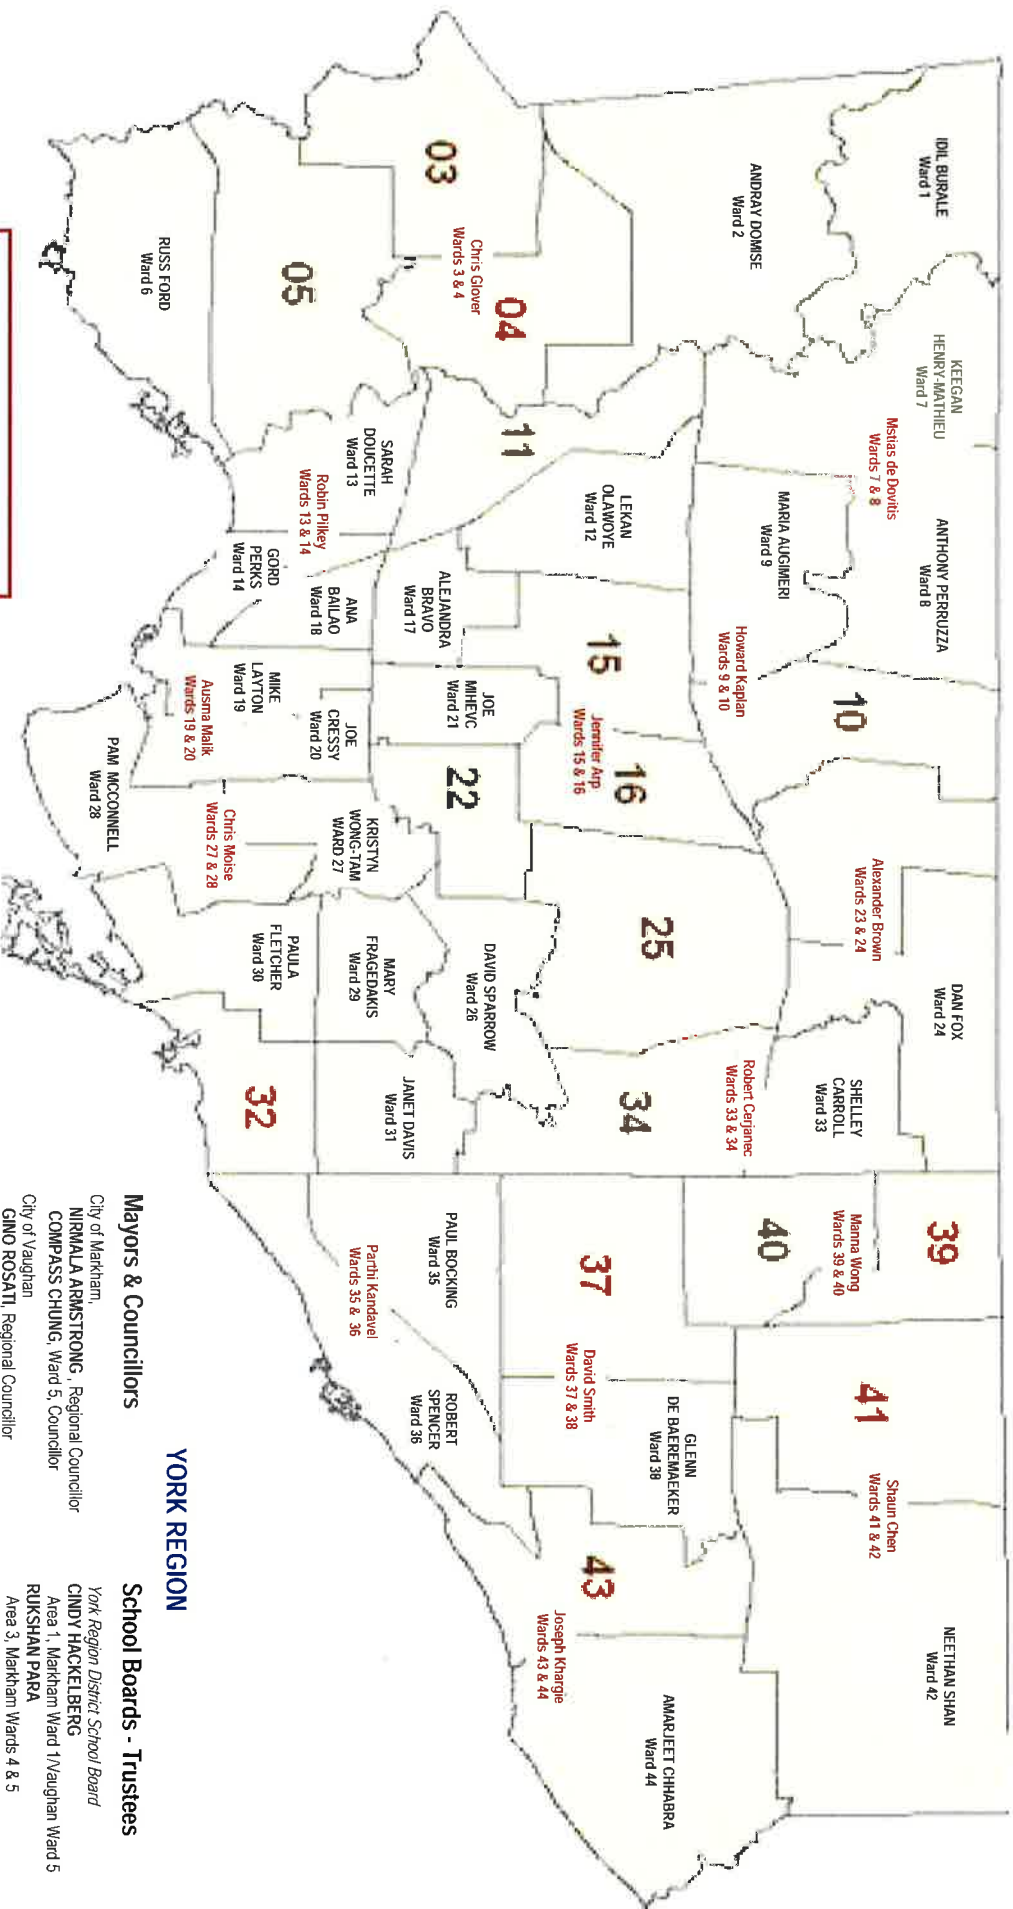 IDIL BURALE
Ward 1
KEEGAN
HENRY-MATHIEU
Ward 7
ANTHONY PERRUZZA
Ward 8
Mstias de Dovitis
Wards 7 & 8
ANDRAY DOMISE
Ward 2
MARIA AUGIMERI
Ward 9
Howard Kaplan
Wards 9 & 10
10
Alexander Brown
Wards 23 & 24
DAN FOX
Ward 24
SHELLEY
CARROLL
Ward 33
Robert Cerjanec
Wards 33 & 34
39
Manna Wong
Wards 39 & 40
40
41
Shaun Chen
Wards 41 & 42
NEETHAN SHAN
Ward 42
03
Chris Glover
Wards 3 & 4
04
11
LEKAN
OLAWOYE
Ward 12
15
Jennifer Arp
Wards 15 & 16
16
25
34
37
David Smith
Wards 37 & 38
GLENN
DE BAEREMAEKER
Ward 38
43
Joseph Khargie
Wards 43 & 44
AMARJEET CHHABRA
Ward 44
05
RUSS FORD
Ward 6
SARAH
DOUCETTE
Ward 13
Robin Pilkey
Wards 13 & 14
GORD
PERKS
Ward 14
ANA
BAILAO
Ward 18
ALEJANDRA
BRAVO
Ward 17
JOE
MIHEVC
Ward 21
22
MIKE
LAYTON
Ward 19
JOE
CRESSY
Ward 20
Ausma Malik
Wards 19 & 20
KRISTYN
WONG-TAM
WARD 27
Chris Moise
Wards 27 & 28
PAM MCCONNELL
Ward 28
DAVID SPARROW
Ward 26
MARY
FRAGEDAKIS
Ward 29
PAULA
FLETCHER
Ward 30
JANET DAVIS
Ward 31
32
PAUL BOCKING
Ward 35
Parthi Kandavel
Wards 35 & 36
ROBERT
SPENCER
Ward 36
YORK REGION
Mayors & Councillors
City of Markham,
NIRMALA ARMSTRONG , Regional Councillor
COMPASS CHUNG, Ward 5, Councillor
City of Vaughan
GINO ROSATI, Regional Councillor
School Boards - Trustees
York Region District School Board
CINDY HACKELBERG
Area 1, Markham Ward 1/Vaughan Ward 5
RUKSHAN PARA
Area 3, Markham Wards 4 & 5